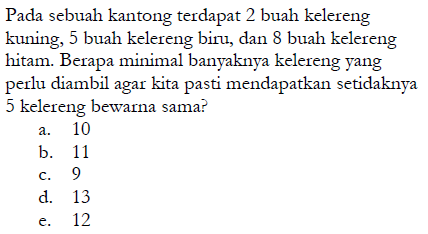 Pada sebuah kantong terdapat 2 buah kelereng
kuning, 5 buah kelereng biru, dan 8 buah kelereng
hitam. Berapa minimal banyaknya kelereng yang
perlu diambil agar kita pasti mendapatkan setidaknya
5 kelereng bewarna sama?
a. 10
b. 11
c. 9
d. 13
e. 12